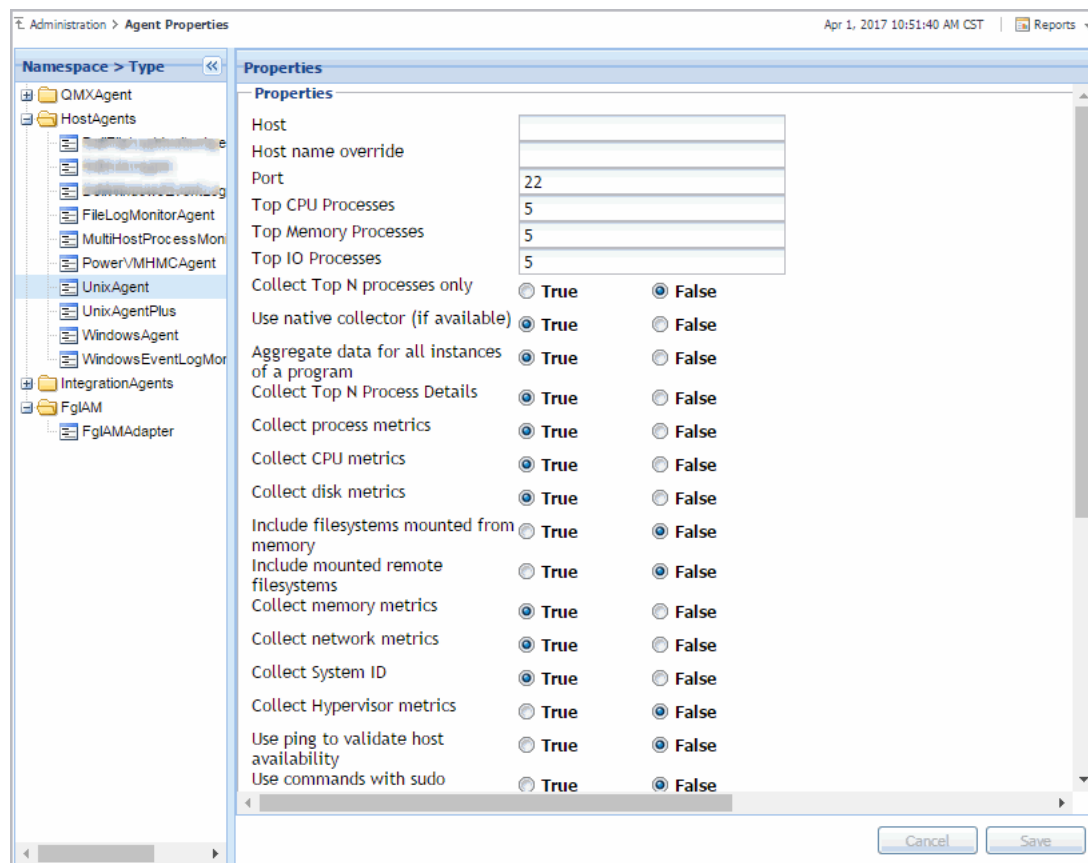 Administration > Agent Properties
Apr 1, 2017 10:51:40 AM CST
Reports
Namespace > Type
QMXAgent
HostAgents
FileLogMonitorAgent
MultiHostProcessMoni
PowerVMHMCAgent
UnixAgent
UnixAgentPlus
WindowsAgent
WindowsEventLogMor
IntegrationAgents
FglAM
FglAMAdapter
Properties
Properties
Host
Host name override
Port 22
Top CPU Processes 5
Top Memory Processes 5
Top IO Processes 5
Collect Top N processes only True False
Use native collector (if available) True False
Aggregate data for all instances
of a program True False
Collect Top N Process Details True False
Collect process metrics True False
Collect CPU metrics True False
Collect disk metrics True False
Include filesystems mounted from
memory True False
Include mounted remote
filesystems True False
Collect memory metrics True False
Collect network metrics True False
Collect System ID True False
Collect Hypervisor metrics True False
Use ping to validate host
availability True False
Use commands with sudo True False
Cancel Save